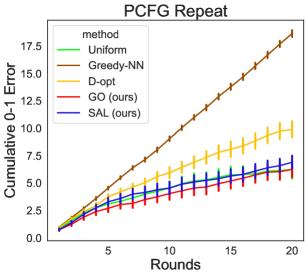 PCFG Repeat
Cumulative 0-1 Error
17.5
15.0
12.5
10.0
7.5
5.0
2.5
0.0
method
Uniform
Greedy-NN
D-opt
GO (ours)
SAL (ours)
5
10
15
20
Rounds